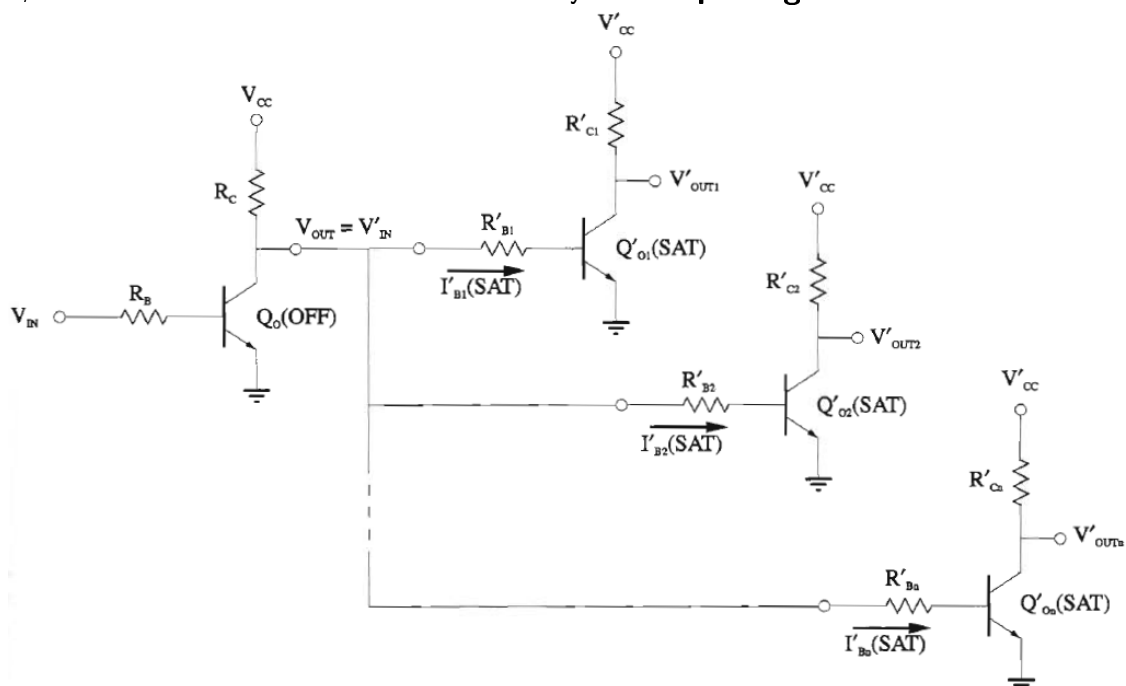 V'CC
VCC
R'C1
V'OUT1
RC
VOUT = V'IN
R'B1
Q'O1(SAT)
I'B1(SAT)
V'CC
R'C2
V'OUT2
RB
VIN
QO(OFF)
R'B2
Q'O2(SAT)
I'B2(SAT)
V'CC
R'Cn
V'OUTn
R'Bn
Q'On(SAT)
I'Bn(SAT)